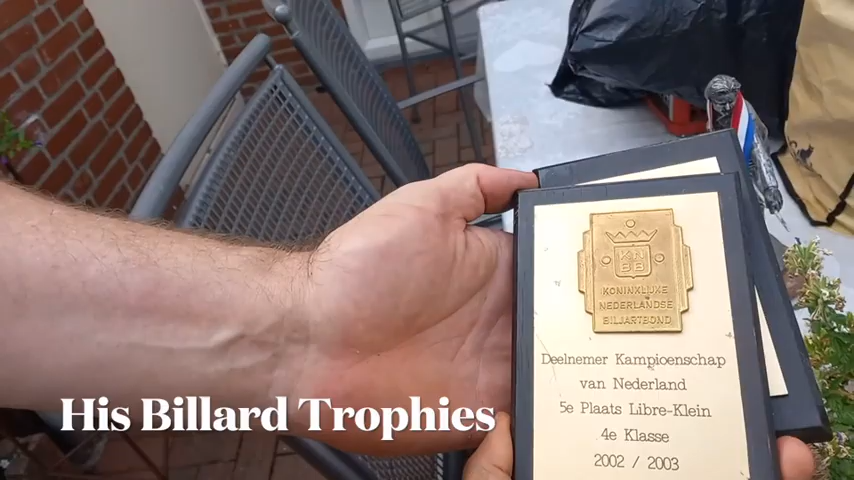 KNBB
KONINKLIJKE
NEDERLANDSE
BILJARTBOND
Deelnemer Kampioenschap
van Nederland
5e Plaats Libre-Klein
4e Klasse
2002 / 2003
His Billard Trophies